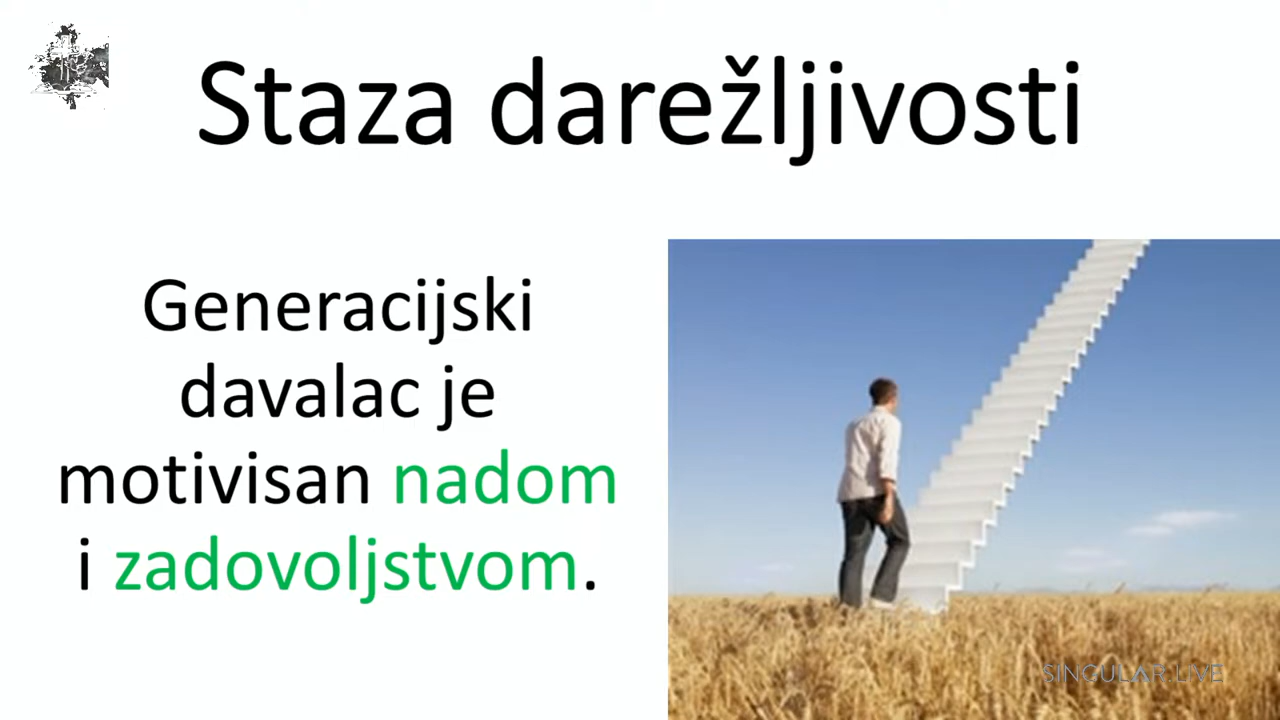 Staza darežljivosti
Generacijski
davalac je
motivisan nadom
i zadovoljstvom.
SINGULAR.LIVE